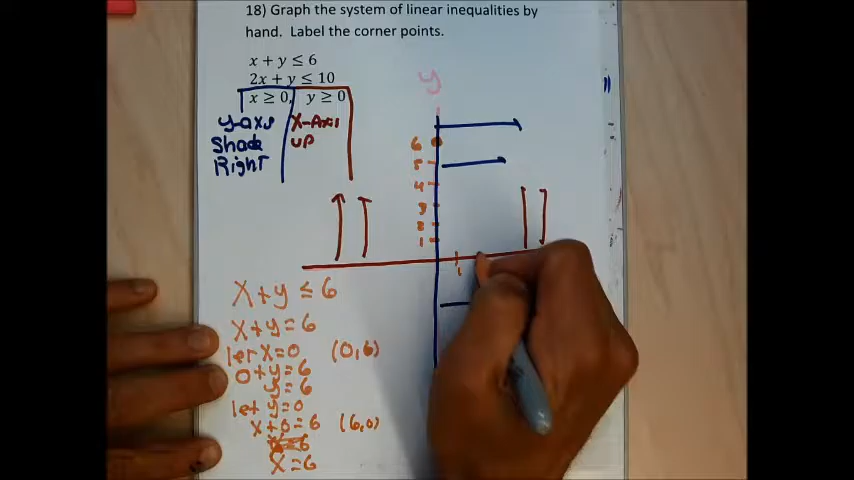 18) Graph the system of linear inequalities by
hand. Label the corner points.
x + y ≤ 6
2x + y ≤ 10
x ≥ 0, y ≥ 0
y-axis
Shade
Right
X-Axis
up
y
6
5
4
3
2
1
1
X+y ≤ 6
X+y=6
let X=0 (0,6)
0+y=6
y=6
let y=0
X+0=6 (6,0)
X=6